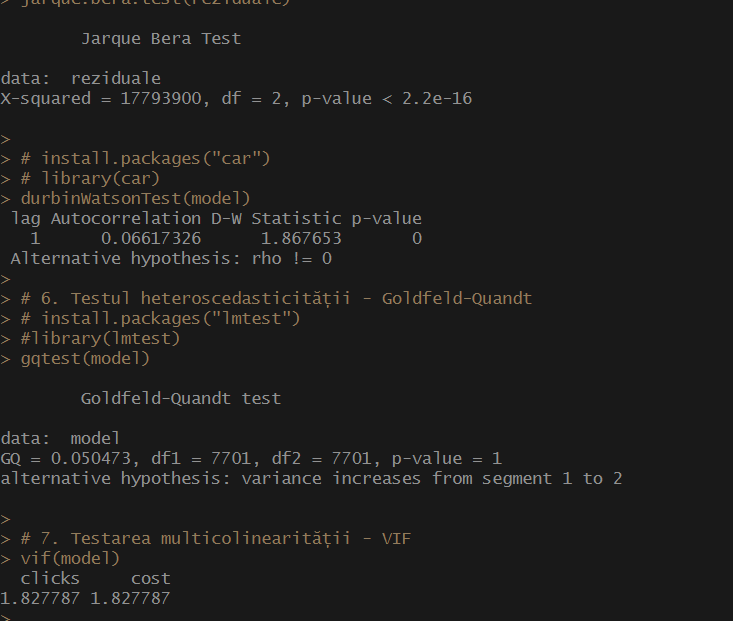 > jarque.bera.test(reziduale)
Jarque Bera Test
data:  reziduale
X-squared = 17793900, df = 2, p-value < 2.2e-16
>
> # install.packages("car")
> # library(car)
> durbinWatsonTest(model)
lag Autocorrelation D-W Statistic p-value
1      0.06617326      1.867653       0
Alternative hypothesis: rho != 0
>
> # 6. Testul heteroscedasticității - Goldfeld-Quandt
> # install.packages("lmtest")
> #library(lmtest)
> gqtest(model)
Goldfeld-Quandt test
data:  model
GQ = 0.050473, df1 = 7701, df2 = 7701, p-value = 1
alternative hypothesis: variance increases from segment 1 to 2
>
> # 7. Testarea multicolinearității - VIF
> vif(model)
clicks     cost
1.827787 1.827787
>